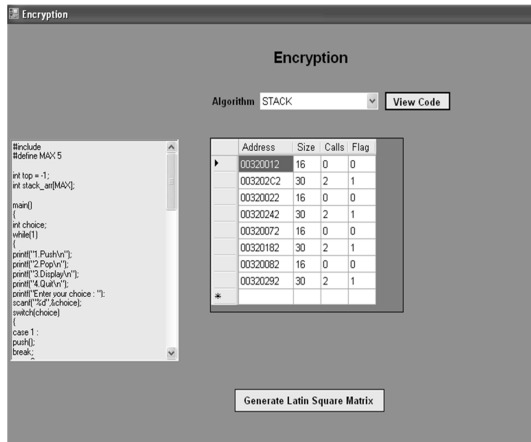 Encryption
Encryption
Algorithm STACK View Code
#include
#define MAX 5
int top = -1;
int stack_arr[MAX];
main()
{
int choice;
while(1)
{
printf("1.Push\n");
printf("2.Pop\n");
printf("3.Display\n");
printf("4.Quit\n");
printf("Enter your choice : ");
scanf("%d",&choice);
switch(choice)
{
case 1 :
push();
break;
Address Size Calls Flag
00320012 16 0 0
003202C2 30 2 1
00320022 16 0 0
00320242 30 2 1
00320072 16 0 0
00320182 30 2 1
00320082 16 0 0
00320292 30 2 1
Generate Latin Square Matrix